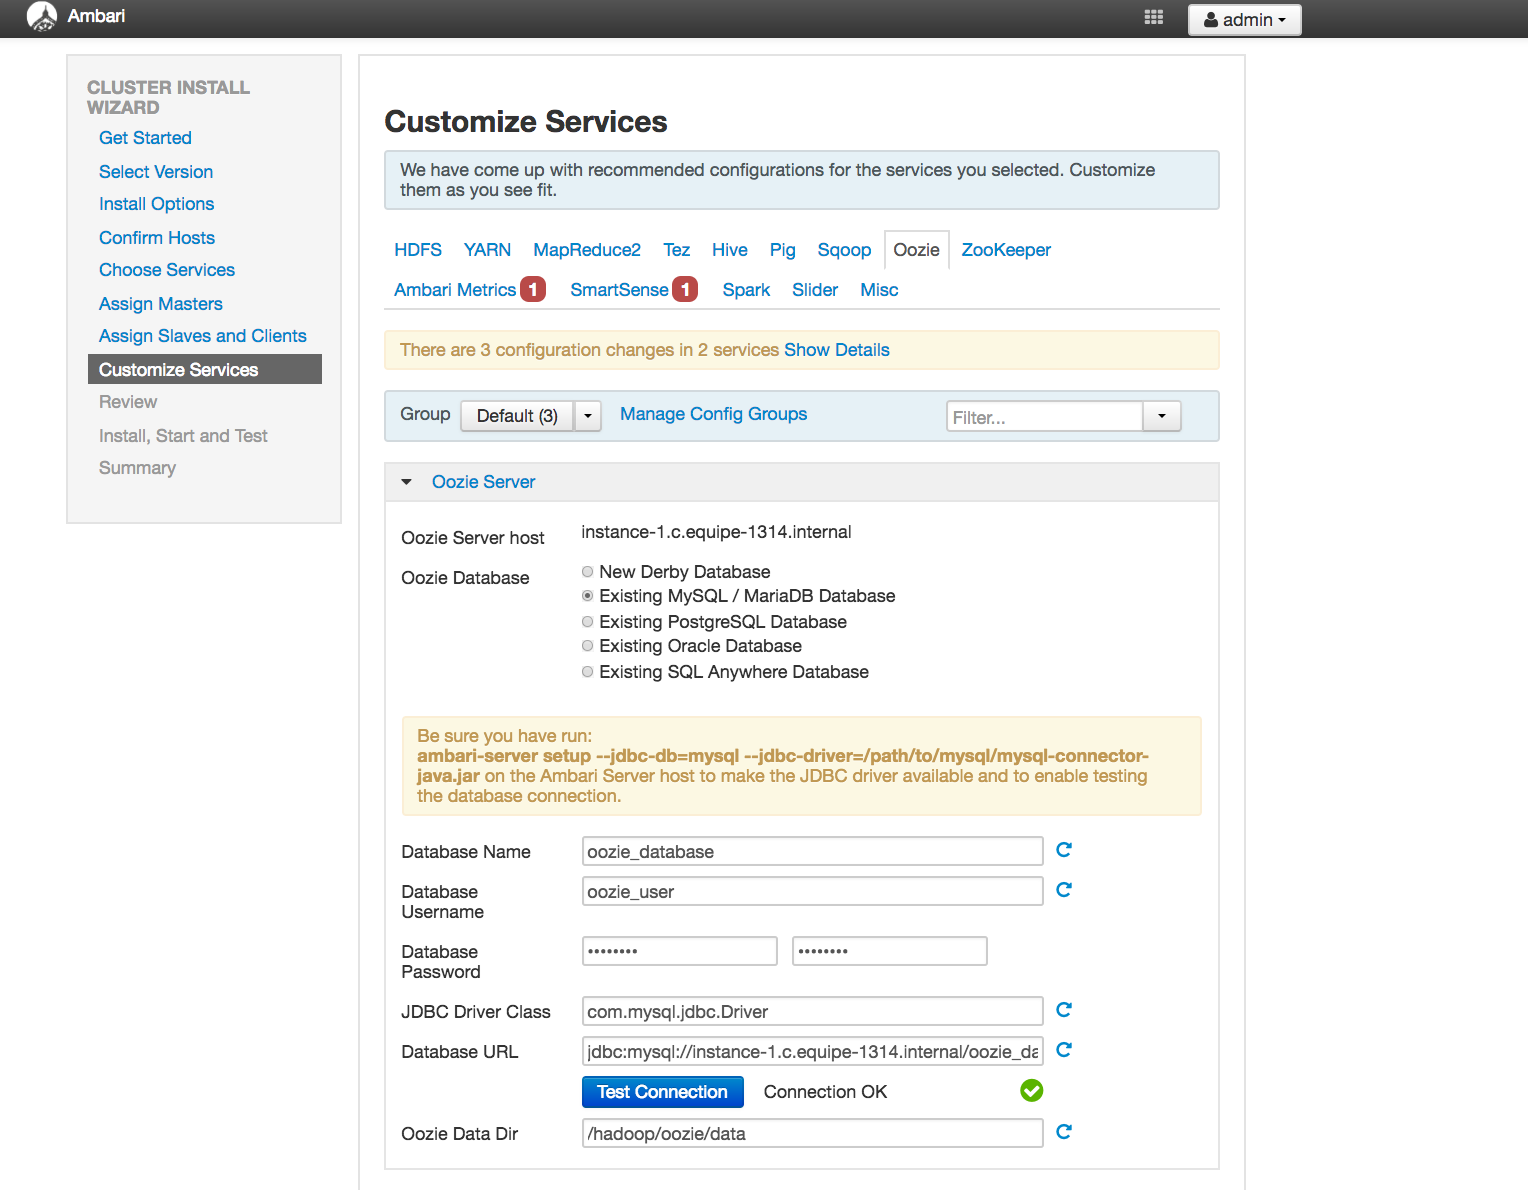 Ambari
admin
CLUSTER INSTALL
WIZARD
Get Started
Select Version
Install Options
Confirm Hosts
Choose Services
Assign Masters
Assign Slaves and Clients
Customize Services
Review
Install, Start and Test
Summary
Customize Services
We have come up with recommended configurations for the services you selected. Customize
them as you see fit.
HDFS YARN MapReduce2 Tez Hive Pig Sqoop Oozie ZooKeeper
Ambari Metrics 1 SmartSense 1 Spark Slider Misc
There are 3 configuration changes in 2 services Show Details
Group Default (3) Manage Config Groups Filter...
Oozie Server
Oozie Server host instance-1.c.equipe-1314.internal
Oozie Database New Derby Database
Existing MySQL / MariaDB Database
Existing PostgreSQL Database
Existing Oracle Database
Existing SQL Anywhere Database
Be sure you have run:
ambari-server setup --jdbc-db=mysql --jdbc-driver=/path/to/mysql/mysql-connector-
java.jar on the Ambari Server host to make the JDBC driver available and to enable testing
the database connection.
Database Name oozie_database
Database
Username oozie_user
Database
Password •••••••• ••••••••
JDBC Driver Class com.mysql.jdbc.Driver
Database URL jdbc:mysql://instance-1.c.equipe-1314.internal/oozie_da
Test Connection Connection OK
Oozie Data Dir /hadoop/oozie/data